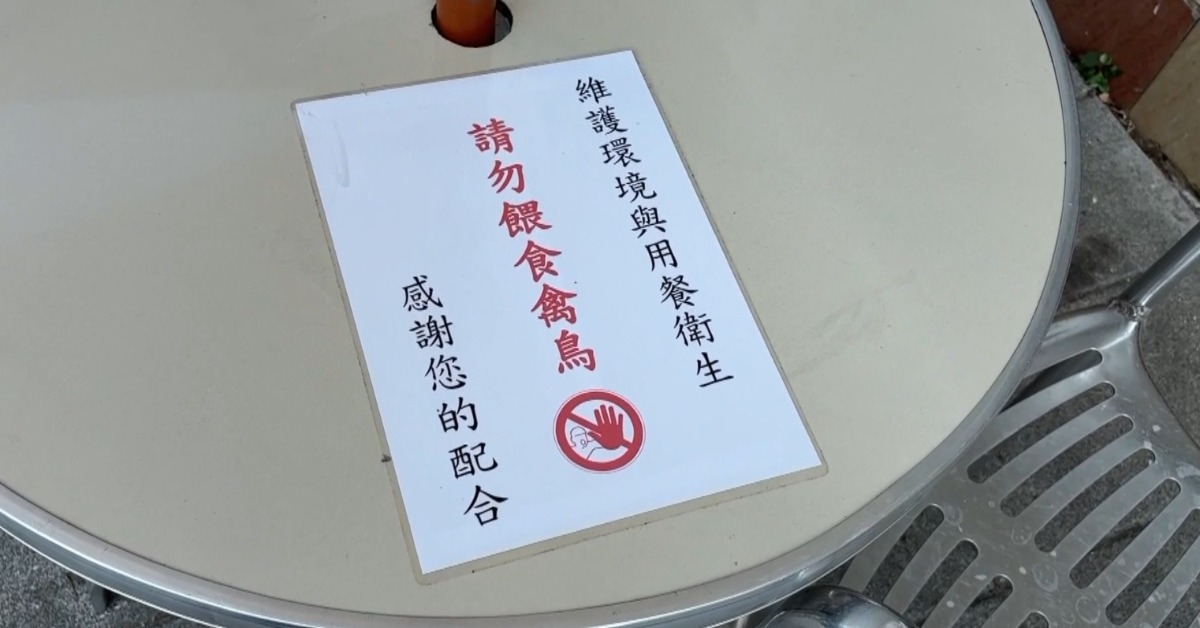 維護環境與用餐衛生
請勿餵食禽鳥
感謝您的配合